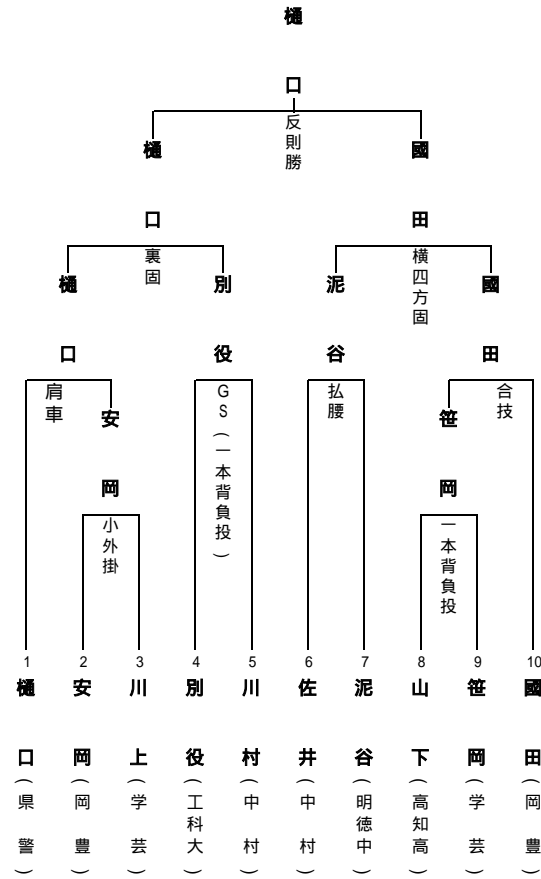 樋口
反則勝
樋口
國田
裏固
横四方固
樋口
別役
泥谷
國田
肩車
GS(一本背負投)
払腰
合技
安岡
笹岡
小外掛
一本背負投
1 2 3 4 5 6 7 8 9 10
樋口(県警)
安岡(岡豊)
川上(学芸)
別役(工科大)
川村(中村)
佐井(中村)
泥谷(明徳中)
山下(高知高)
笹岡(学芸)
國田(岡豊)